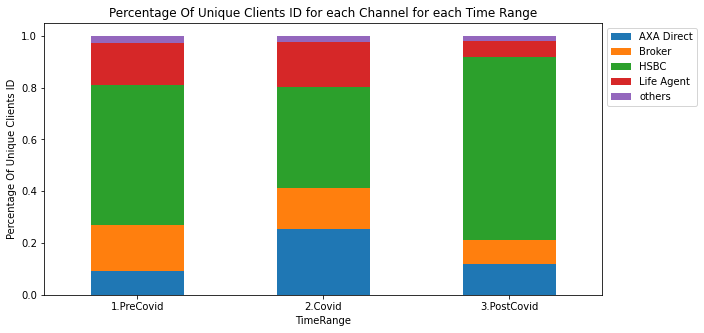 Percentage Of Unique Clients ID for each Channel for each Time Range
AXA Direct
Broker
HSBC
Life Agent
others
Percentage Of Unique Clients ID
1.0
0.8
0.6
0.4
0.2
0.0
1.PreCovid
2.Covid
3.PostCovid
TimeRange